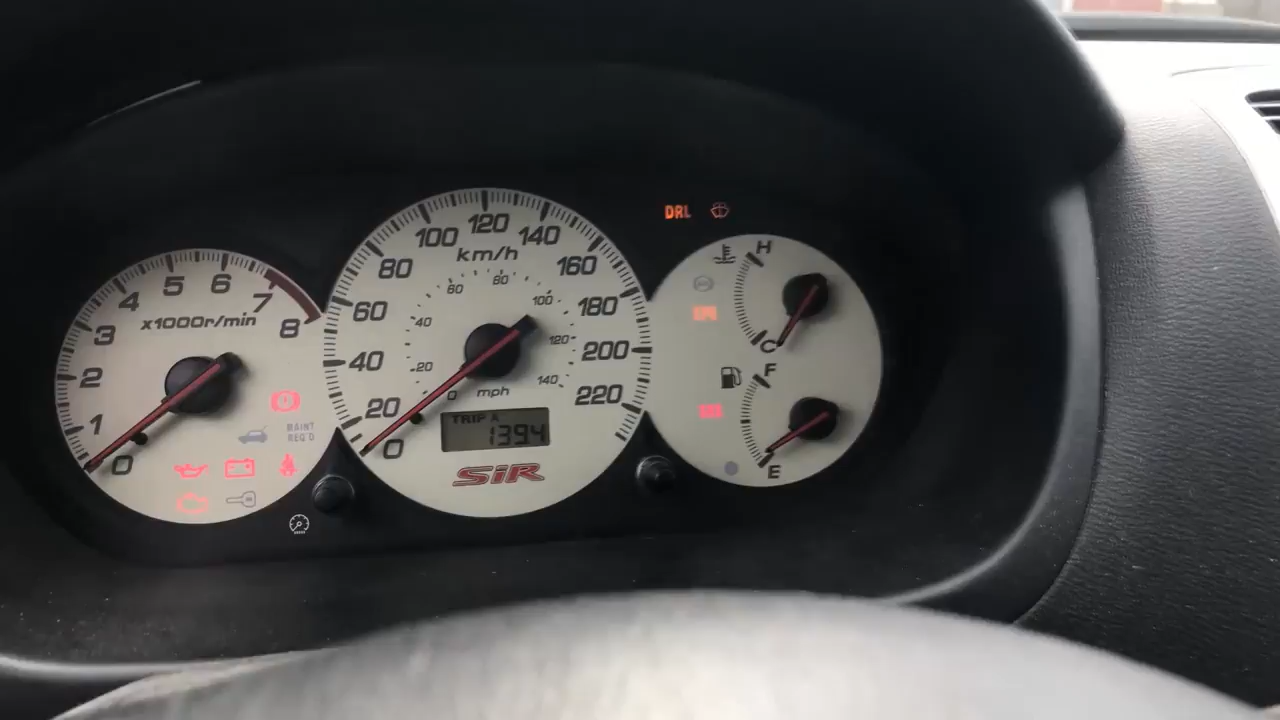 5 6
4 7
3 8
x1000r/min
2
1
0
MAINT
REQ'D
100 120 140
km/h
80 160
60 180
40 200
20 220
0
60 80
40 100
20 120
0 mph 140
TRIP A
139.4
SiR
DRL
H
C
F
E